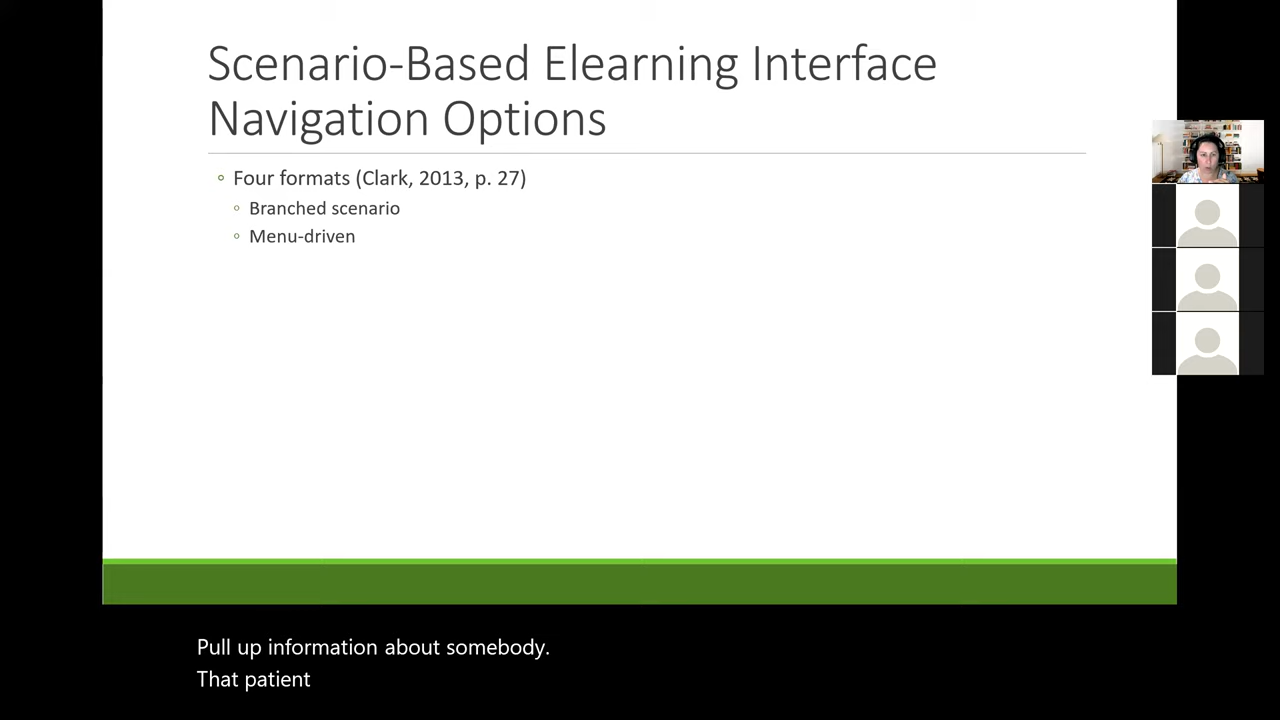 Scenario-Based Elearning Interface
Navigation Options
Four formats (Clark, 2013, p. 27)
Branched scenario
Menu-driven
Pull up information about somebody.
That patient